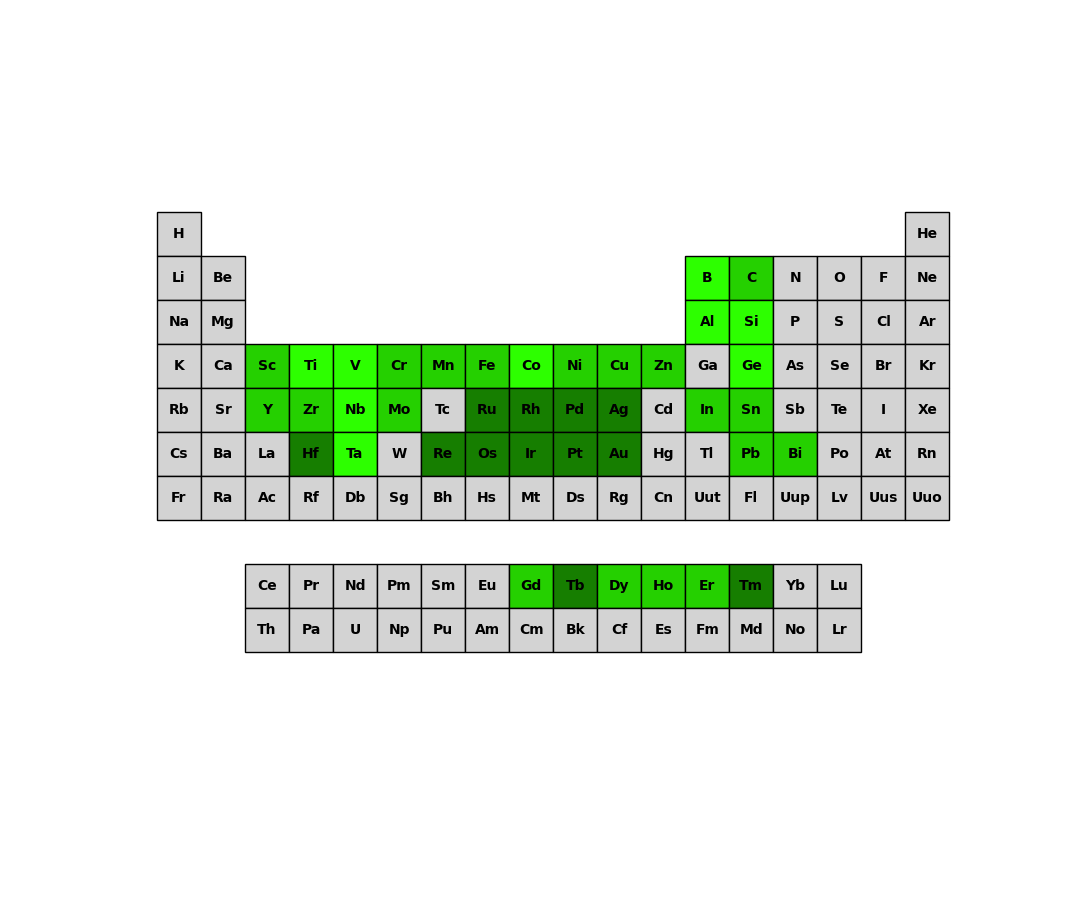 H He
Li Be B C N O F Ne
Na Mg Al Si P S Cl Ar
K Ca Sc Ti V Cr Mn Fe Co Ni Cu Zn Ga Ge As Se Br Kr
Rb Sr Y Zr Nb Mo Tc Ru Rh Pd Ag Cd In Sn Sb Te I Xe
Cs Ba La Hf Ta W Re Os Ir Pt Au Hg Tl Pb Bi Po At Rn
Fr Ra Ac Rf Db Sg Bh Hs Mt Ds Rg Cn Uut Fl Uup Lv Uus Uuo
Ce Pr Nd Pm Sm Eu Gd Tb Dy Ho Er Tm Yb Lu
Th Pa U Np Pu Am Cm Bk Cf Es Fm Md No Lr